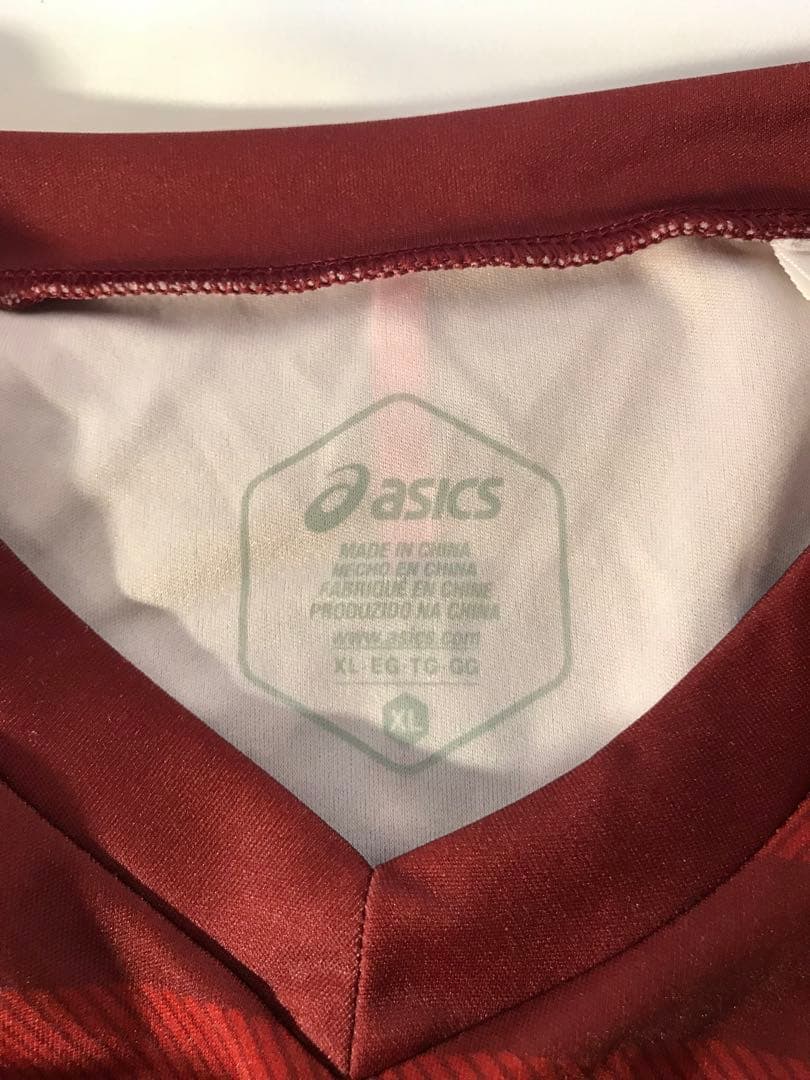 asics
MADE IN CHINA
HECHO EN CHINA
FABRIQUÉ EN CHINE
PRODUZIDO NA CHINA
www.asics.com
XL-EG-TG-GG
XL